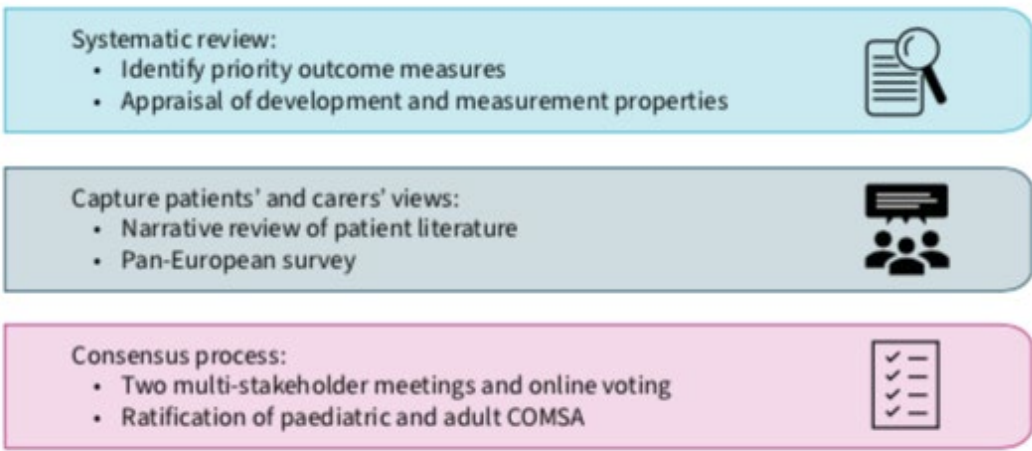 Systematic review:
• Identify priority outcome measures
• Appraisal of development and measurement properties
Capture patients’ and carers’ views:
• Narrative review of patient literature
• Pan-European survey
Consensus process:
• Two multi-stakeholder meetings and online voting
• Ratification of paediatric and adult COMSA